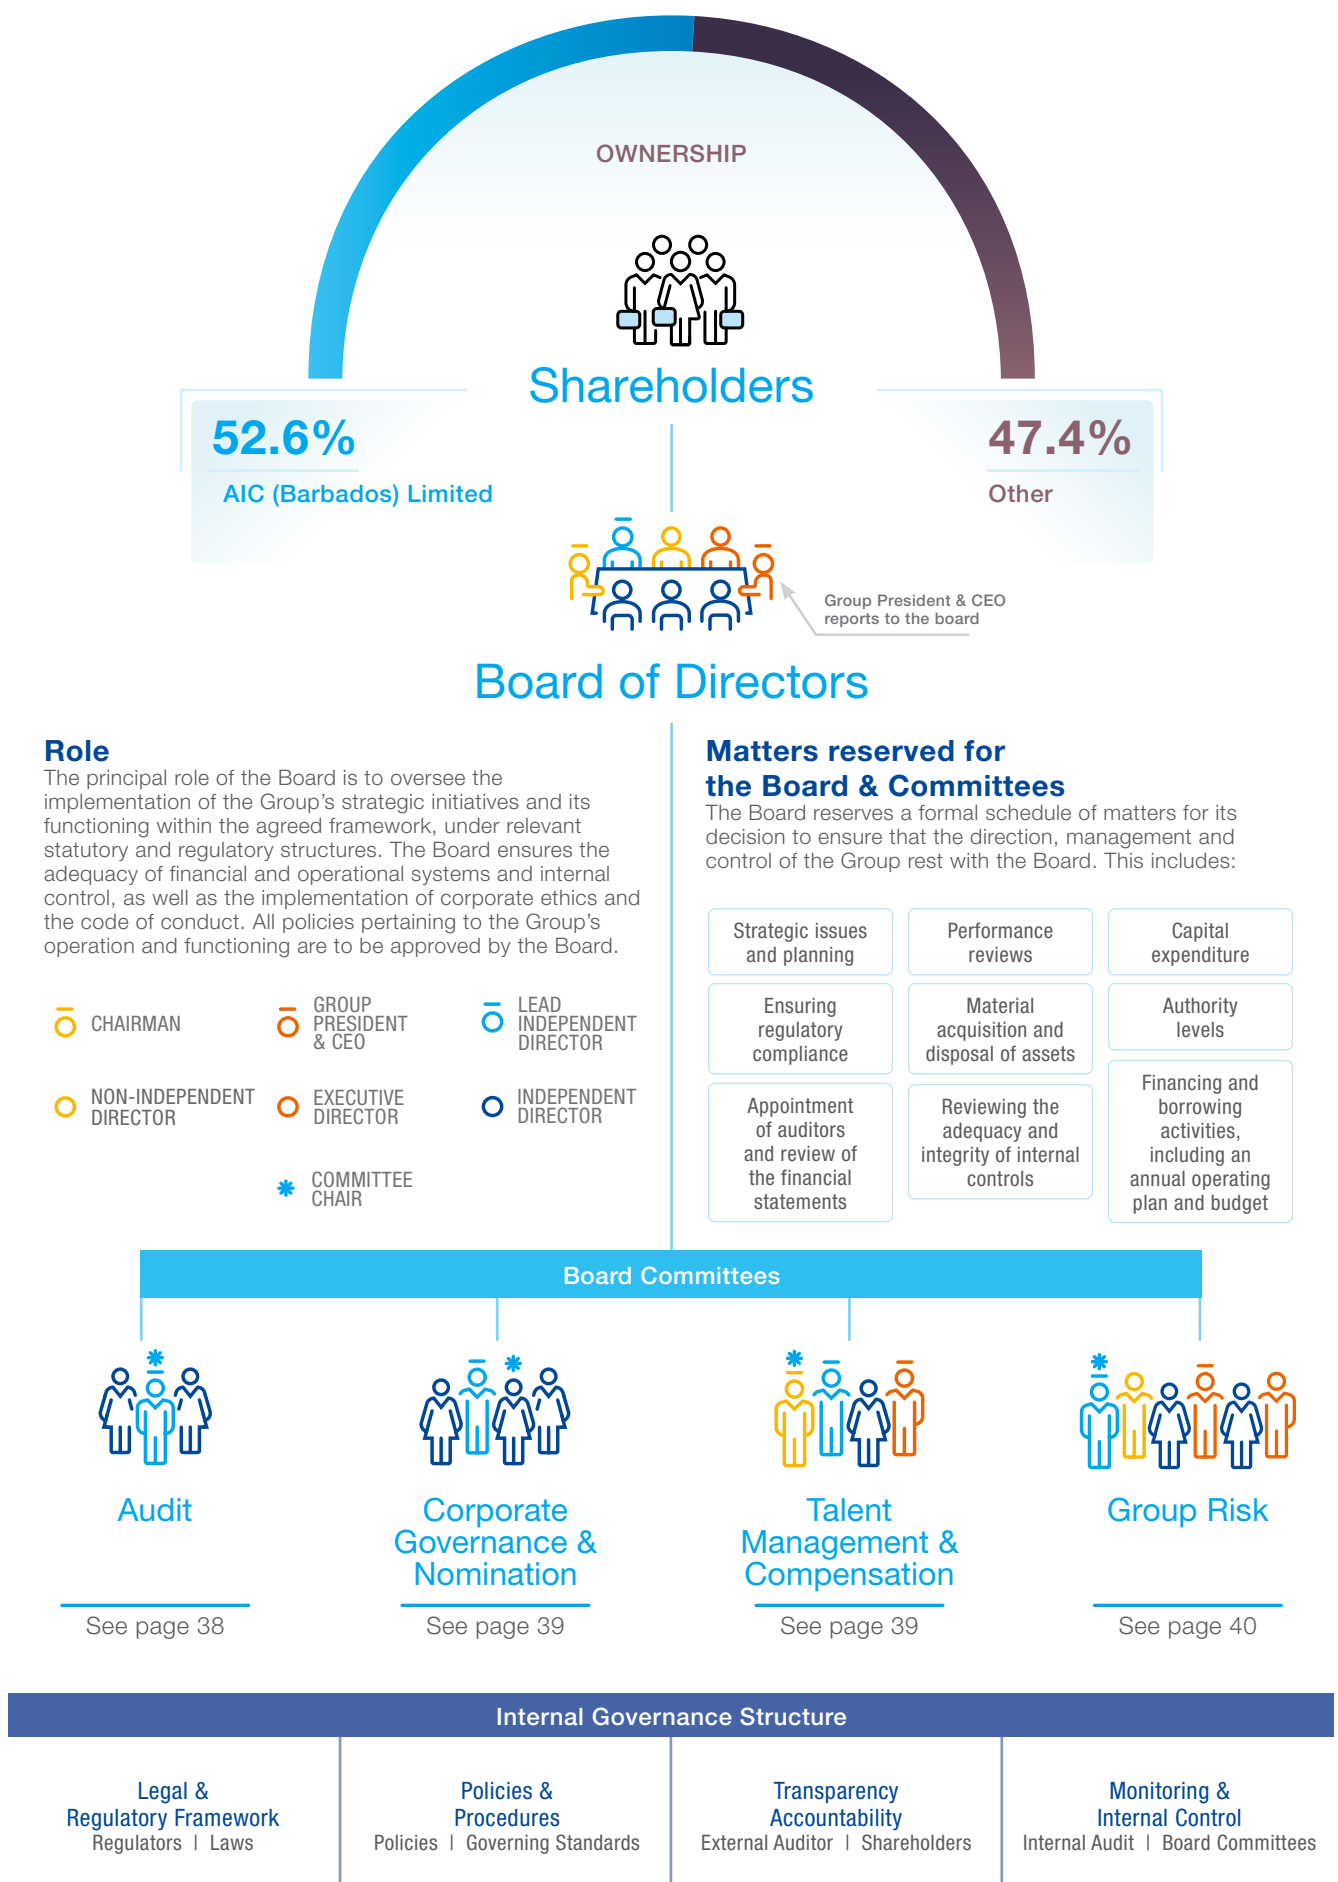 OWNERSHIP
Shareholders
52.6%
AIC (Barbados) Limited
47.4%
Other
Group President & CEO
reports to the board
Board of Directors
Role
The principal role of the Board is to oversee the
implementation of the Group's strategic initiatives and its
functioning within the agreed framework, under relevant
statutory and regulatory structures. The Board ensures the
adequacy of financial and operational systems and internal
control, as well as the implementation of corporate ethics and
the code of conduct. All policies pertaining to the Group's
operation and functioning are to be approved by the Board.
CHAIRMAN
GROUP
PRESIDENT
& CEO
LEAD
INDEPENDENT
DIRECTOR
NON-INDEPENDENT
DIRECTOR
EXECUTIVE
DIRECTOR
INDEPENDENT
DIRECTOR
COMMITTEE
CHAIR
Matters reserved for
the Board & Committees
The Board reserves a formal schedule of matters for its
decision to ensure that the direction, management and
control of the Group rest with the Board. This includes:
Strategic issues
and planning
Performance
reviews
Capital
expenditure
Ensuring
regulatory
compliance
Material
acquisition and
disposal of assets
Authority
levels
Appointment
of auditors
and review of
the financial
statements
Reviewing the
adequacy and
integrity of internal
controls
Financing and
borrowing
activities,
including an
annual operating
plan and budget
Board Committees
Audit
See page 38
Corporate
Governance &
Nomination
See page 39
Talent
Management &
Compensation
See page 39
Group Risk
See page 40
Internal Governance Structure
Legal &
Regulatory Framework
Regulators | Laws
Policies &
Procedures
Policies | Governing Standards
Transparency
Accountability
External Auditor | Shareholders
Monitoring &
Internal Control
Internal Audit | Board Committees